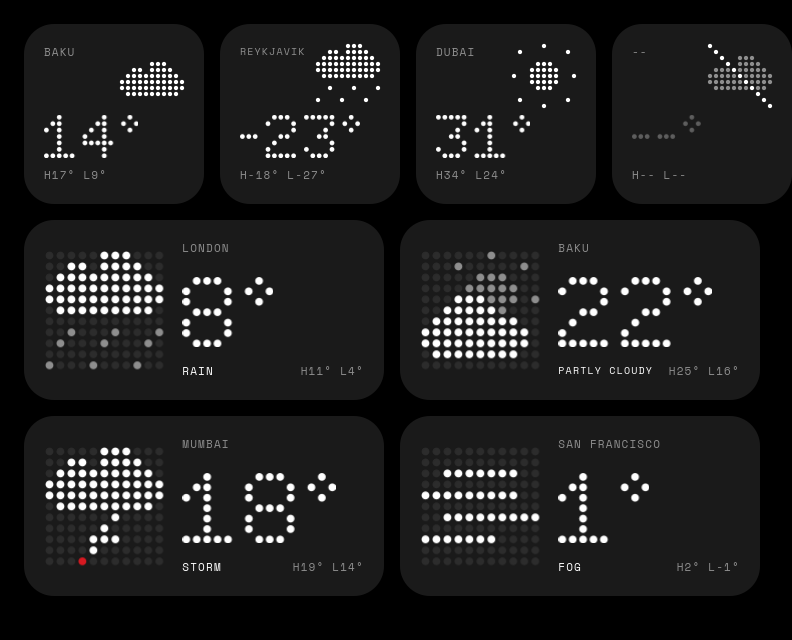 BAKU
14°
H17° L9°
REYKJAVIK
-23°
H-18° L-27°
DUBAI
31°
H34° L24°
--
--°
H-- L--
LONDON
8°
RAIN H11° L4°
BAKU
22°
PARTLY CLOUDY H25° L16°
MUMBAI
18°
STORM H19° L14°
SAN FRANCISCO
1°
FOG H2° L-1°